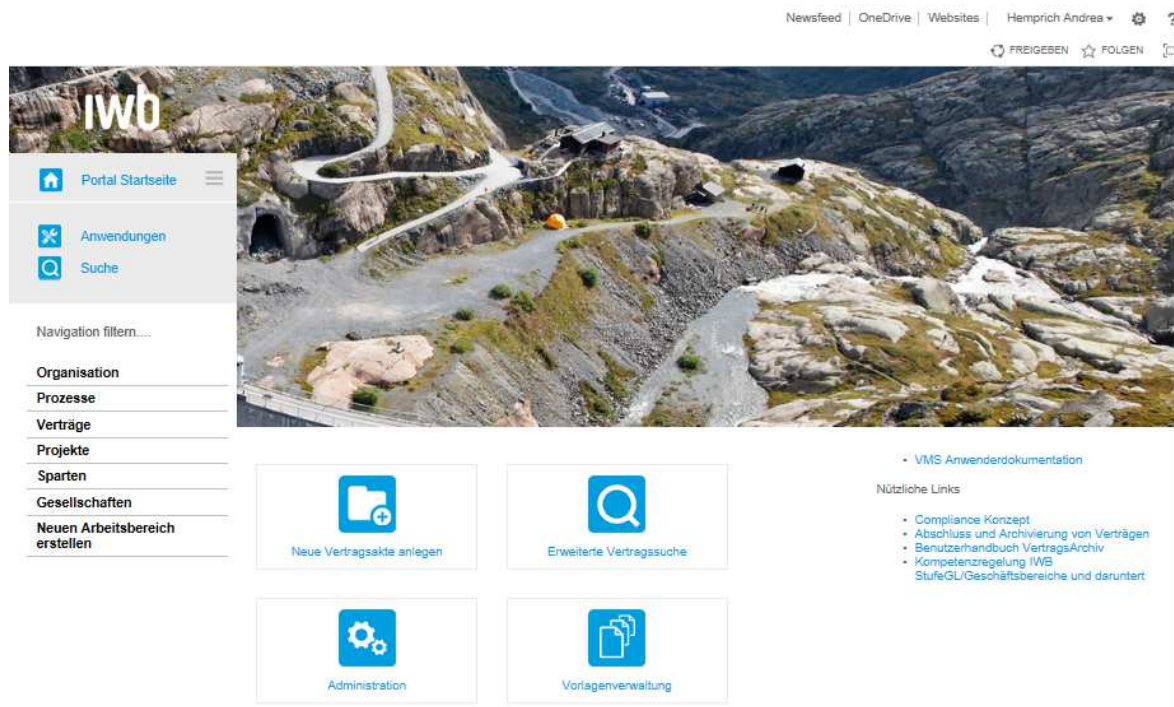 Newsfeed | OneDrive | Websites | Hemprich Andrea
FREIGEBEN FOLGEN
IWB
Portal Startseite
Anwendungen
Suche
Navigation filtern....
Organisation
Prozesse
Verträge
Projekte
Sparten
Gesellschaften
Neuen Arbeitsbereich
erstellen
Neue Vertragsakte anlegen
Erweiterte Vertragssuche
Administration
Vorlagenverwaltung
• VMS Anwenderdokumentation
Nützliche Links
• Compliance Konzept
• Abschluss und Archivierung von Verträgen
• Benutzerhandbuch VertragsArchiv
• Kompetenzregelung IWB
StufeGL/Geschäftsbereiche und daruntert